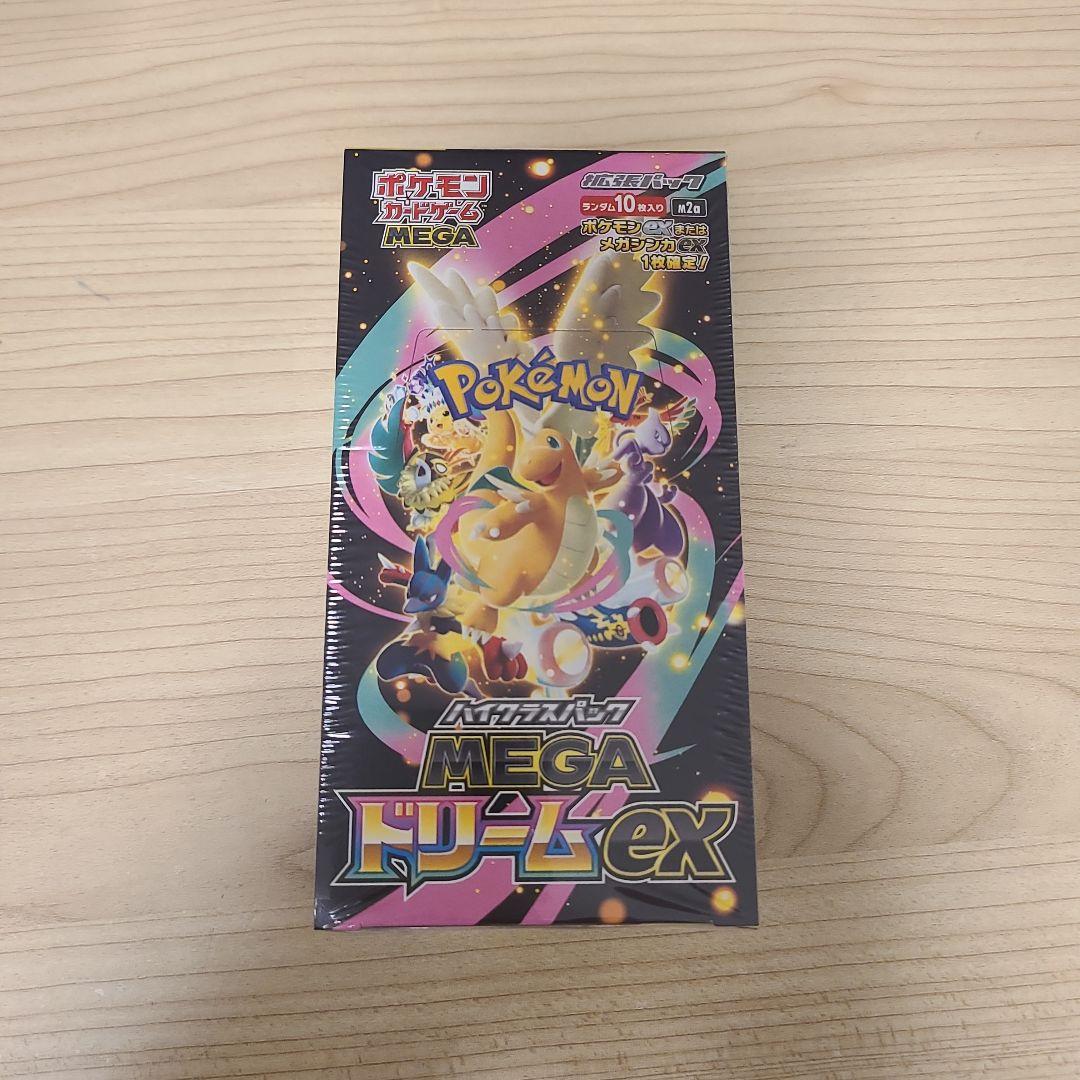 ポケモン
カードゲーム
MEGA
拡張パック
ランダム10枚入り M2a
ポケモンexまたは
メガシンカex
1枚確定!
POKéMON
ハイクラスパック
MEGA
ドリームex